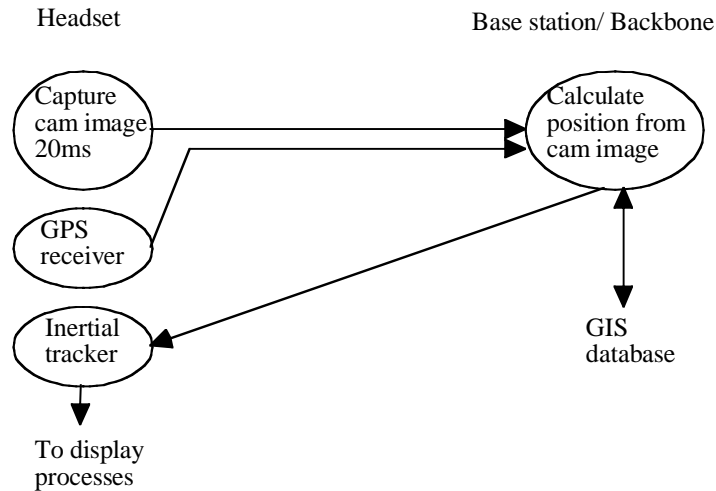 Headset
Base station/ Backbone
Capture
cam image
20ms
Calculate
position from
cam image
GPS
receiver
Inertial
tracker
GIS
database
To display
processes